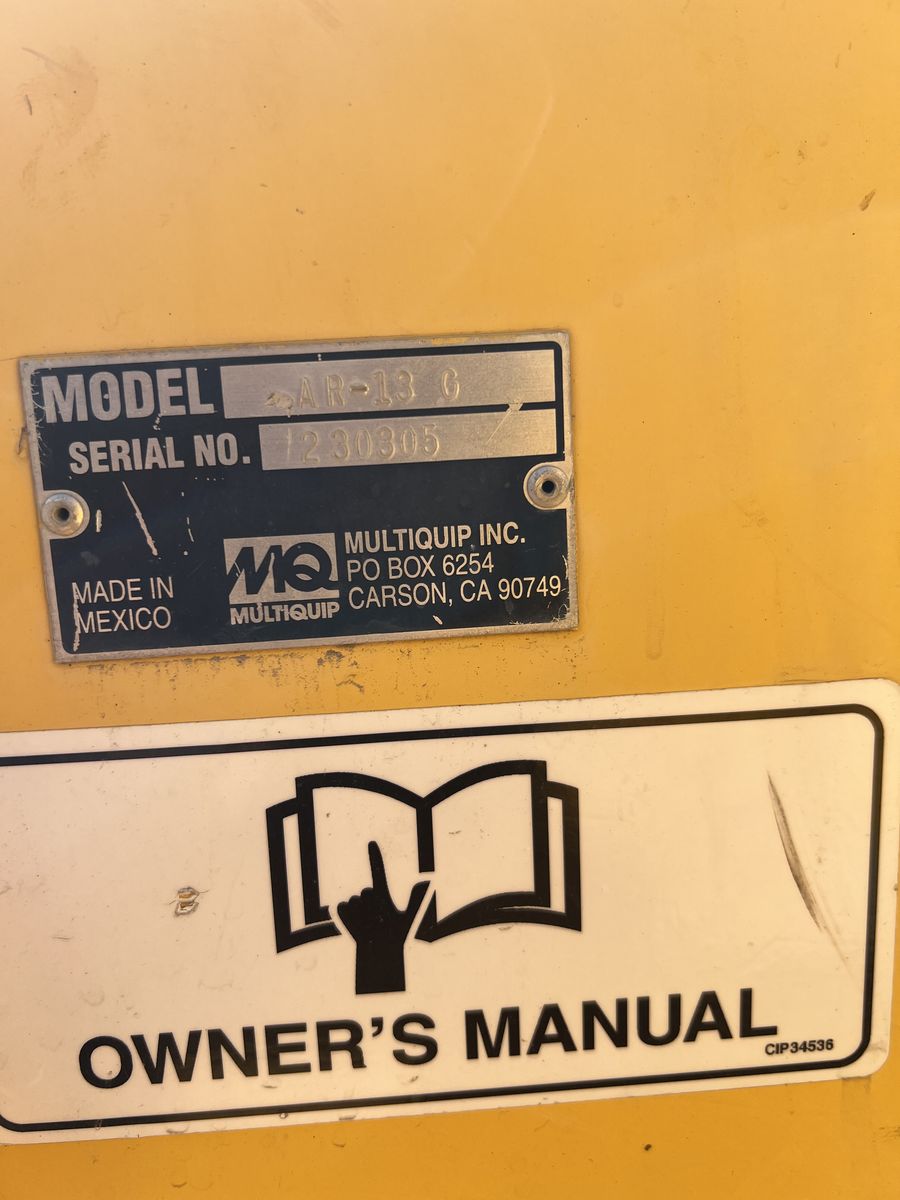 MODEL AR-13 G
SERIAL NO. 230305
MADE IN
MEXICO
MQ
MULTIQUIP
MULTIQUIP INC.
PO BOX 6254
CARSON, CA 90749
OWNER'S MANUAL
CIP34536